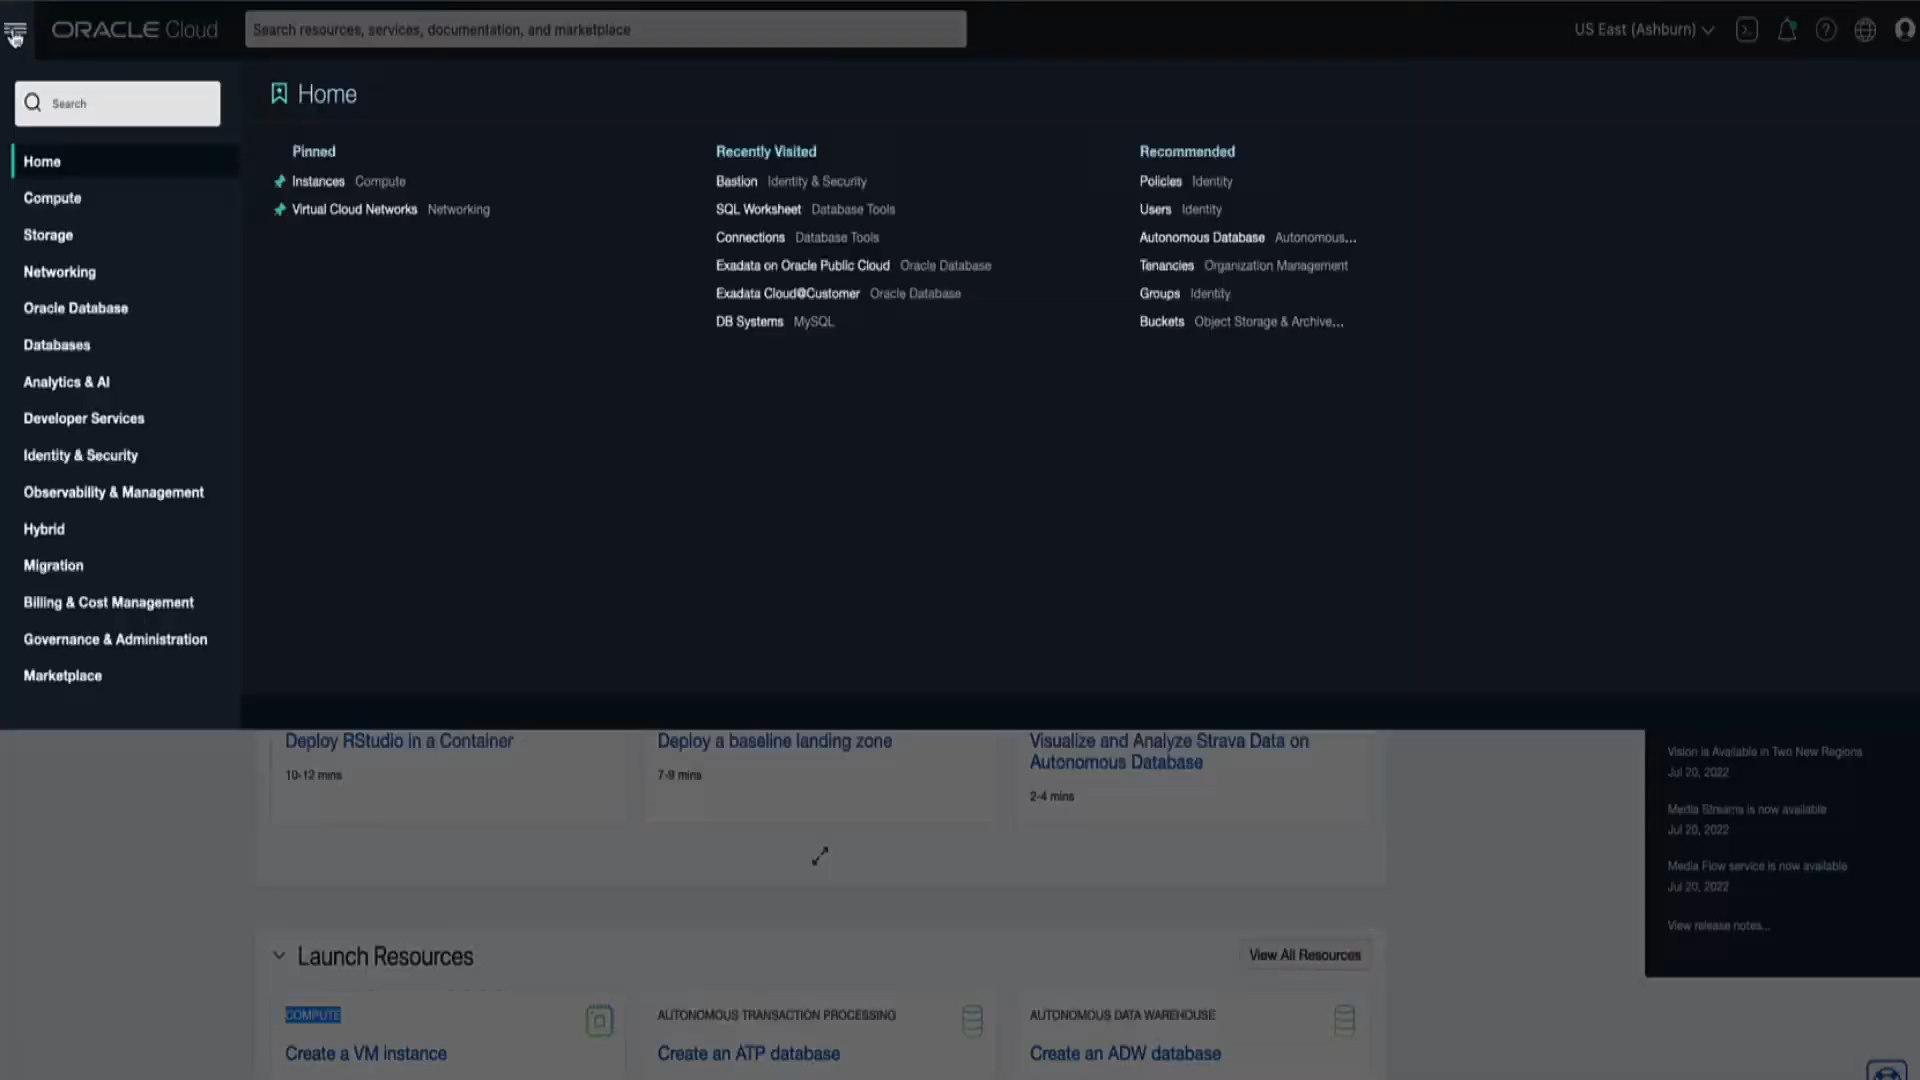 ORACLE Cloud
Search resources, services, documentation, and marketplace
US East (Ashburn)
Search
Home
Compute
Storage
Networking
Oracle Database
Databases
Analytics & AI
Developer Services
Identity & Security
Observability & Management
Hybrid
Migration
Billing & Cost Management
Governance & Administration
Marketplace
Home
Pinned
Instances Compute
Virtual Cloud Networks Networking
Recently Visited
Bastion Identity & Security
SQL Worksheet Database Tools
Connections Database Tools
Exadata on Oracle Public Cloud Oracle Database
Exadata Cloud@Customer Oracle Database
DB Systems MySQL
Recommended
Policies Identity
Users Identity
Autonomous Database Autonomous...
Tenancies Organization Management
Groups Identity
Buckets Object Storage & Archive...
Deploy RStudio in a Container
10-12 mins
Deploy a baseline landing zone
7-9 mins
Visualize and Analyze Strava Data on
Autonomous Database
2-4 mins
Vision is Available in Two New Regions
Jul 20, 2022
Media Streams is now available
Jul 20, 2022
Media Flow service is now available
Jul 20, 2022
View release notes...
Launch Resources
View All Resources
COMPUTE
Create a VM instance
AUTONOMOUS TRANSACTION PROCESSING
Create an ATP database
AUTONOMOUS DATA WAREHOUSE
Create an ADW database